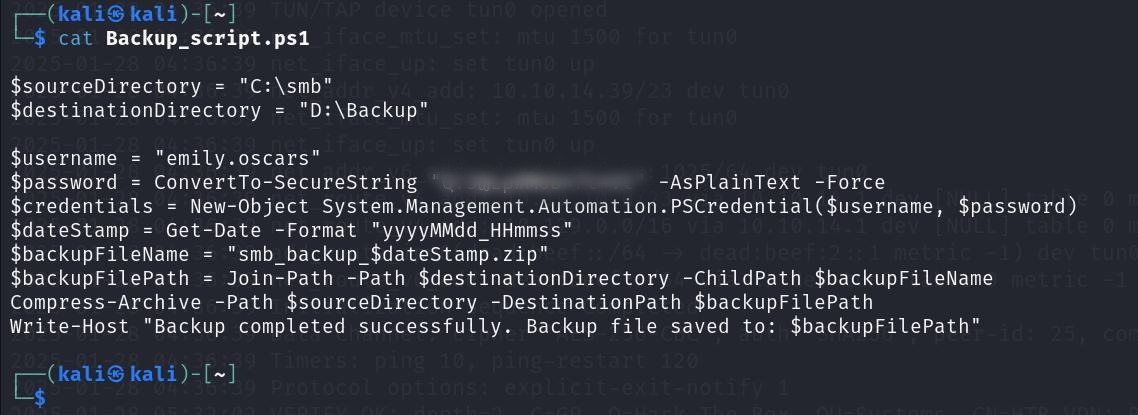 ┌──(kali㉿kali)-[~]
└─$ cat Backup_script.ps1
$sourceDirectory = "C:\smb"
$destinationDirectory = "D:\Backup"
$username = "emily.oscars"
$password = ConvertTo-SecureString -AsPlainText -Force
$credentials = New-Object System.Management.Automation.PSCredential($username, $password)
$dateStamp = Get-Date -Format "yyyyMMdd_HHmmss"
$backupFileName = "smb_backup_$dateStamp.zip"
$backupFilePath = Join-Path -Path $destinationDirectory -ChildPath $backupFileName
Compress-Archive -Path $sourceDirectory -DestinationPath $backupFilePath
Write-Host "Backup completed successfully. Backup file saved to: $backupFilePath"
┌──(kali㉿kali)-[~]
└─$